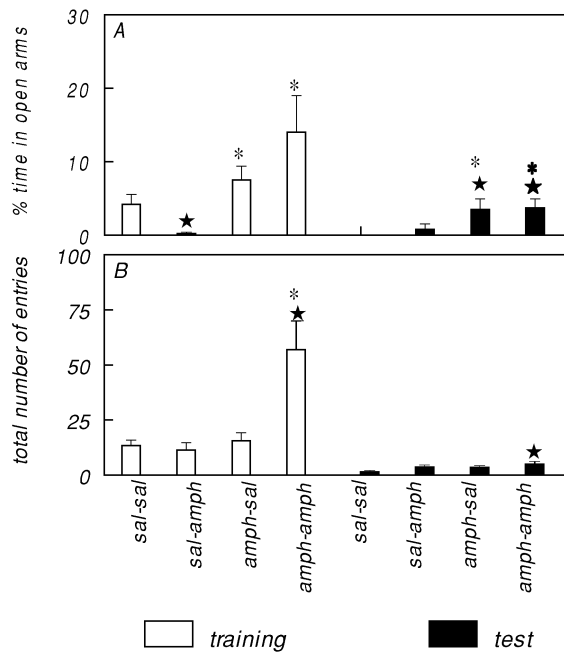 30
A
20
10
0
% time in open arms
100
B
75
50
25
0
total number of entries
sal-sal
sal-amph
amph-sal
amph-amph
sal-sal
sal-amph
amph-sal
amph-amph
training
test